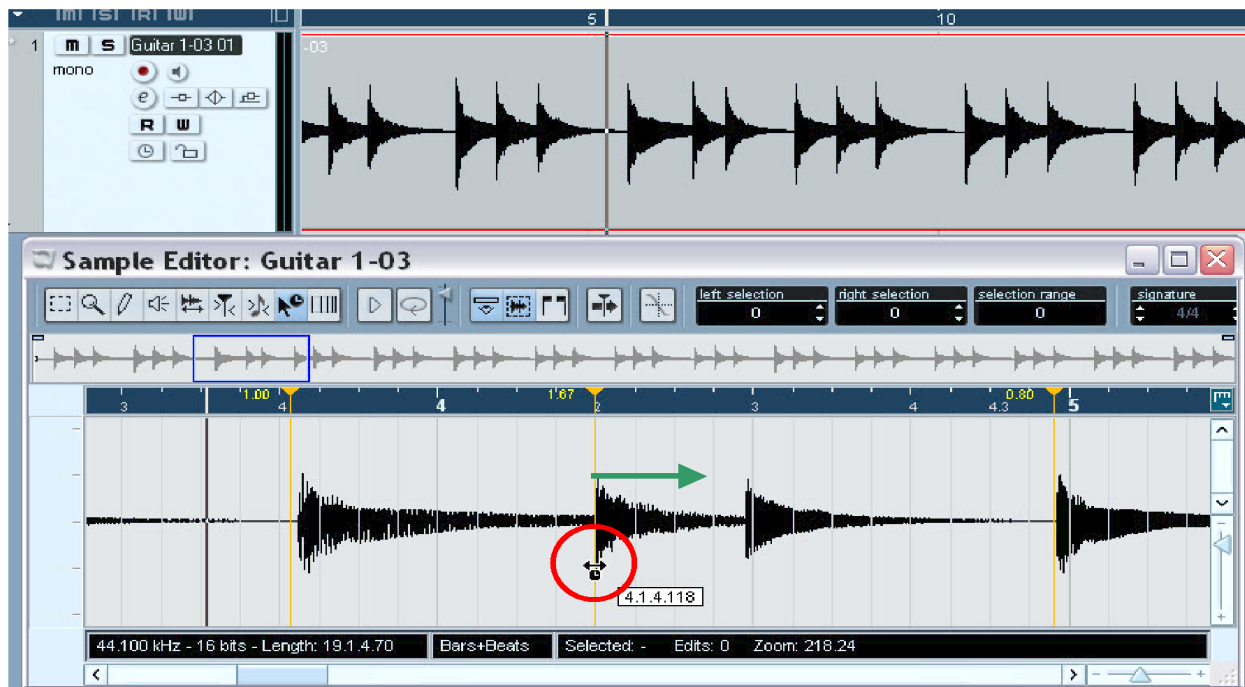 5 10
1 m S Guitar 1-03 01 -03
mono
e
R W
Sample Editor: Guitar 1-03
left selection right selection selection range signature
0 0 0 4/4
1.00 1.67 0.80
3 4 4 2 3 4 4.3 5
4.1.4.118
44.100 kHz - 16 bits - Length: 19.1.4.70 Bars+Beats Selected: - Edits: 0 Zoom: 218.24